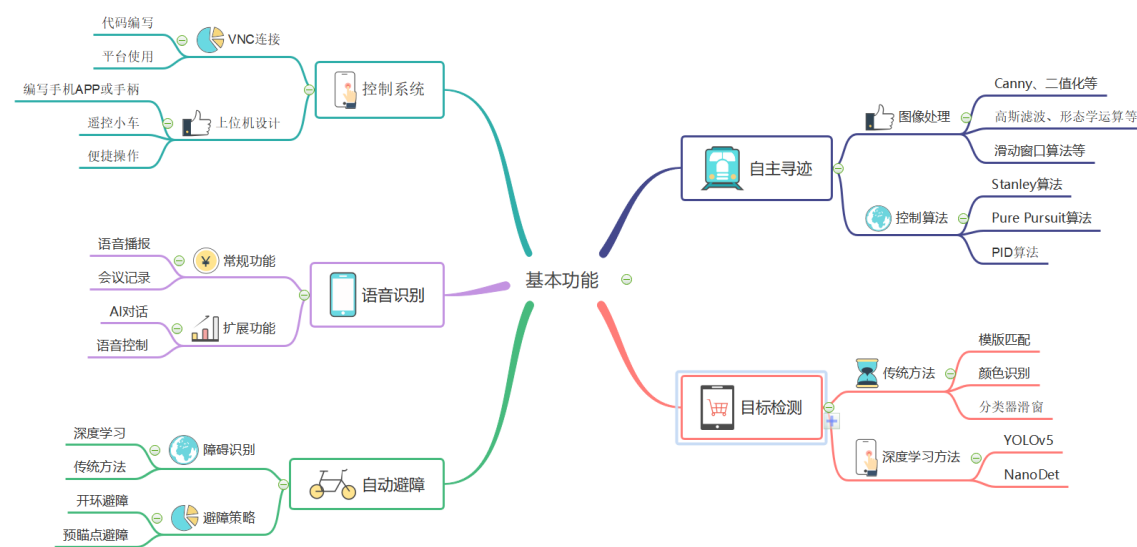 基本功能
控制系统
VNC连接
代码编写
平台使用
上位机设计
编写手机APP或手柄
遥控小车
便捷操作
语音识别
常规功能
语音播报
会议记录
扩展功能
AI对话
语音控制
自动避障
障碍识别
深度学习
传统方法
避障策略
开环避障
预瞄点避障
自主寻迹
图像处理
Canny、二值化等
高斯滤波、形态学运算等
滑动窗口算法等
控制算法
Stanley算法
Pure Pursuit算法
PID算法
目标检测
传统方法
模版匹配
颜色识别
分类器滑窗
深度学习方法
YOLOv5
NanoDet